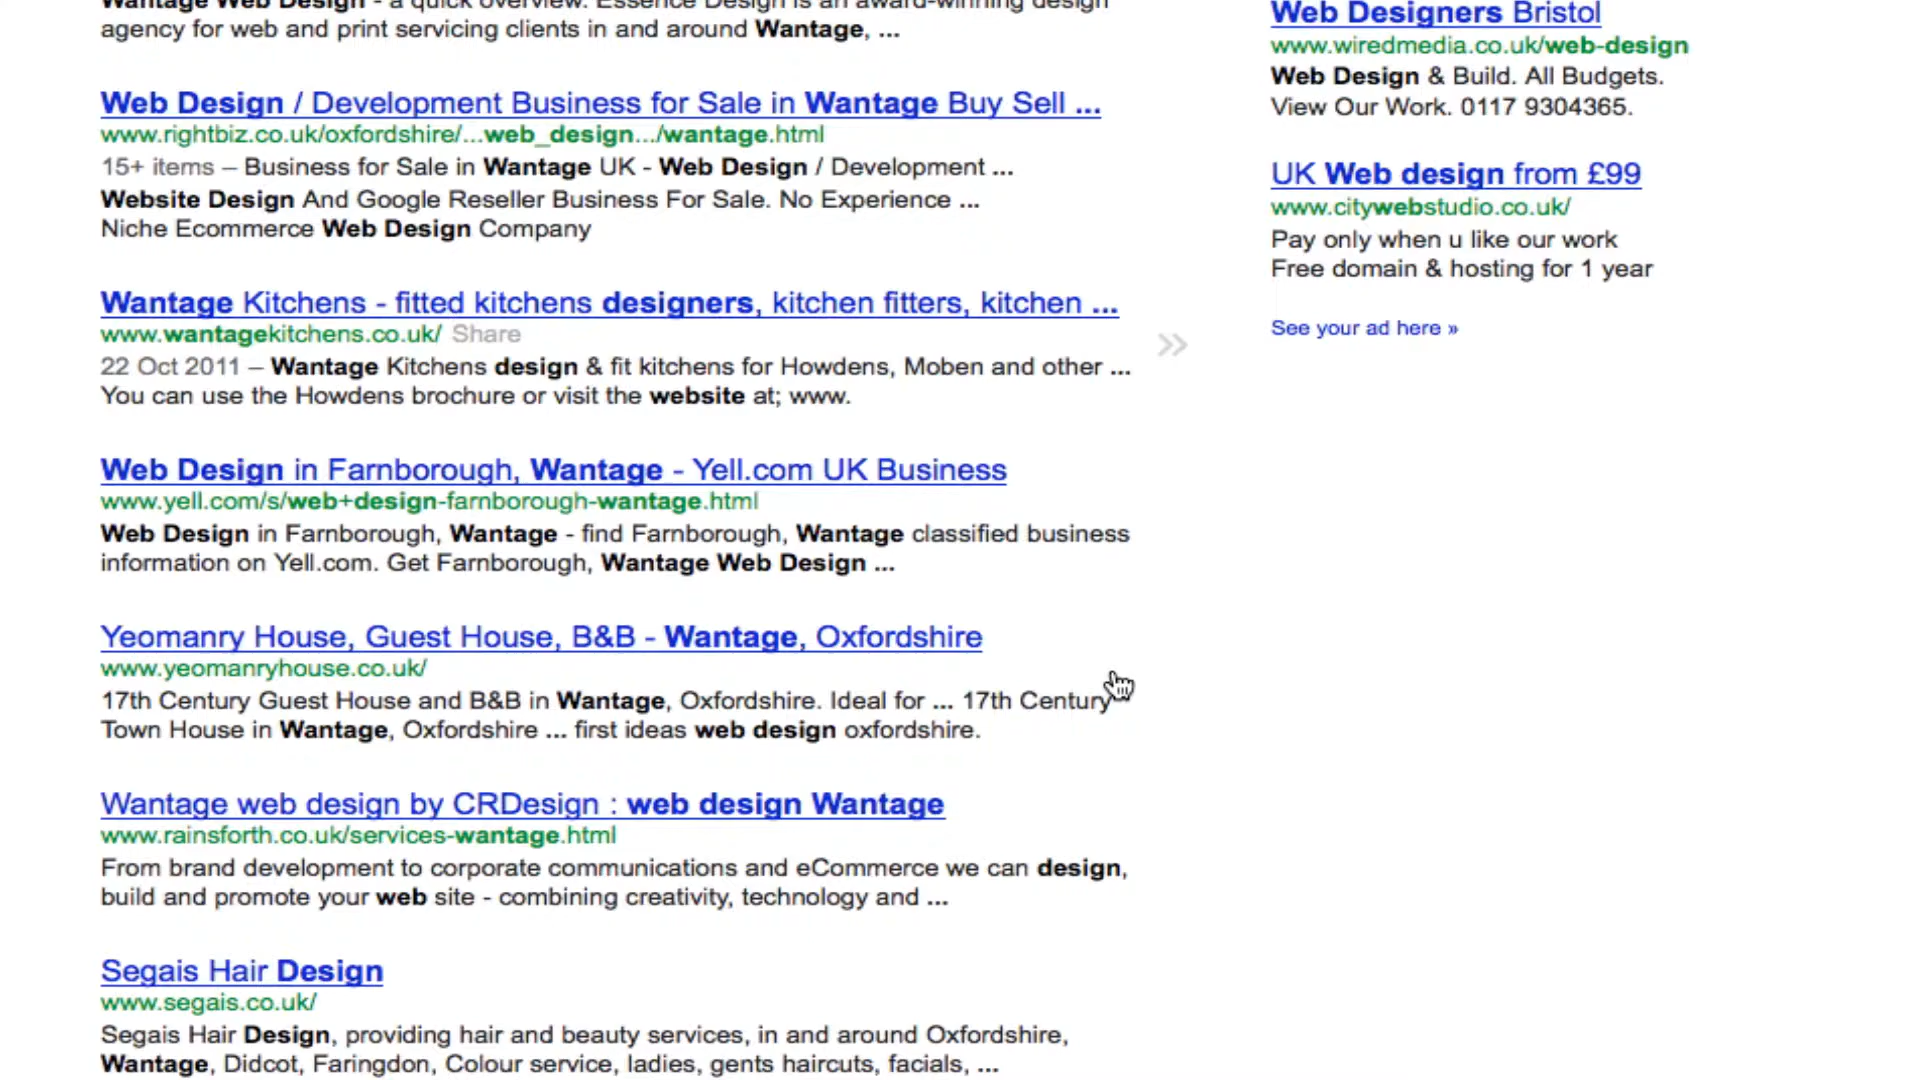 Wantage Web Design - a quick overview. Essence Design is an award-winning design
agency for web and print servicing clients in and around Wantage, ...
Web Design / Development Business for Sale in Wantage Buy Sell ...
www.rightbiz.co.uk/oxfordshire/...web_design.../wantage.html
15+ items – Business for Sale in Wantage UK - Web Design / Development ...
Website Design And Google Reseller Business For Sale. No Experience ...
Niche Ecommerce Web Design Company
Wantage Kitchens - fitted kitchens designers, kitchen fitters, kitchen ...
www.wantagekitchens.co.uk/ Share
22 Oct 2011 – Wantage Kitchens design & fit kitchens for Howdens, Moben and other ...
You can use the Howdens brochure or visit the website at; www.
Web Design in Farnborough, Wantage - Yell.com UK Business
www.yell.com/s/web+design-farnborough-wantage.html
Web Design in Farnborough, Wantage - find Farnborough, Wantage classified business
information on Yell.com. Get Farnborough, Wantage Web Design ...
Yeomanry House, Guest House, B&B - Wantage, Oxfordshire
www.yeomanryhouse.co.uk/
17th Century Guest House and B&B in Wantage, Oxfordshire. Ideal for ... 17th Century
Town House in Wantage, Oxfordshire ... first ideas web design oxfordshire.
Wantage web design by CRDesign : web design Wantage
www.rainsforth.co.uk/services-wantage.html
From brand development to corporate communications and eCommerce we can design,
build and promote your web site - combining creativity, technology and ...
Segais Hair Design
www.segais.co.uk/
Segais Hair Design, providing hair and beauty services, in and around Oxfordshire,
Wantage, Didcot, Faringdon, Colour service, ladies, gents haircuts, facials, ...
Web Designers Bristol
www.wiredmedia.co.uk/web-design
Web Design & Build. All Budgets.
View Our Work. 0117 9304365.
UK Web design from £99
www.citywebstudio.co.uk/
Pay only when u like our work
Free domain & hosting for 1 year
See your ad here »